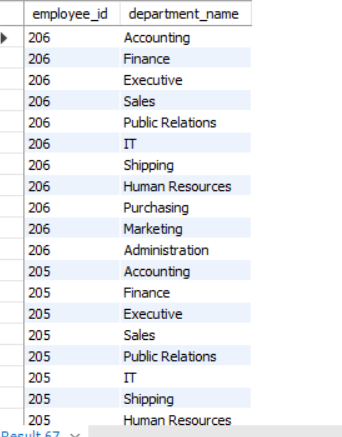 employee_id department_name
206 Accounting
206 Finance
206 Executive
206 Sales
206 Public Relations
206 IT
206 Shipping
206 Human Resources
206 Purchasing
206 Marketing
206 Administration
205 Accounting
205 Finance
205 Executive
205 Sales
205 Public Relations
205 IT
205 Shipping
205 Human Resources
Result 67